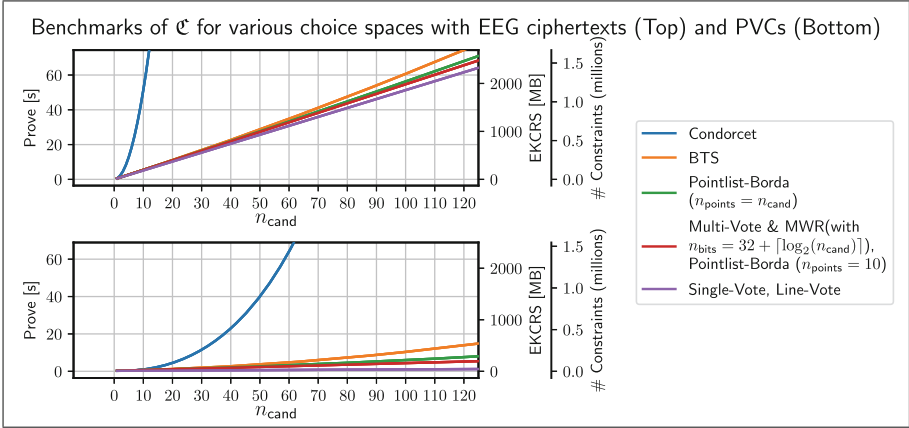 Benchmarks of ℭ for various choice spaces with EEG ciphertexts (Top) and PVCs (Bottom)
Prove [s]
60
40
20
0
0 10 20 30 40 50 60 70 80 90 100 110 120
n_cand
2000
1000
0
EKCRS [MB]
1.5
1.0
0.5
0.0
# Constraints (millions)
Prove [s]
60
40
20
0
0 10 20 30 40 50 60 70 80 90 100 110 120
n_cand
2000
1000
0
EKCRS [MB]
1.5
1.0
0.5
0.0
# Constraints (millions)
Condorcet
BTS
Pointlist-Borda
(n_points = n_cand)
Multi-Vote & MWR(with
n_bits = 32 + ⌈log₂(n_cand)⌉),
Pointlist-Borda (n_points = 10)
Single-Vote, Line-Vote